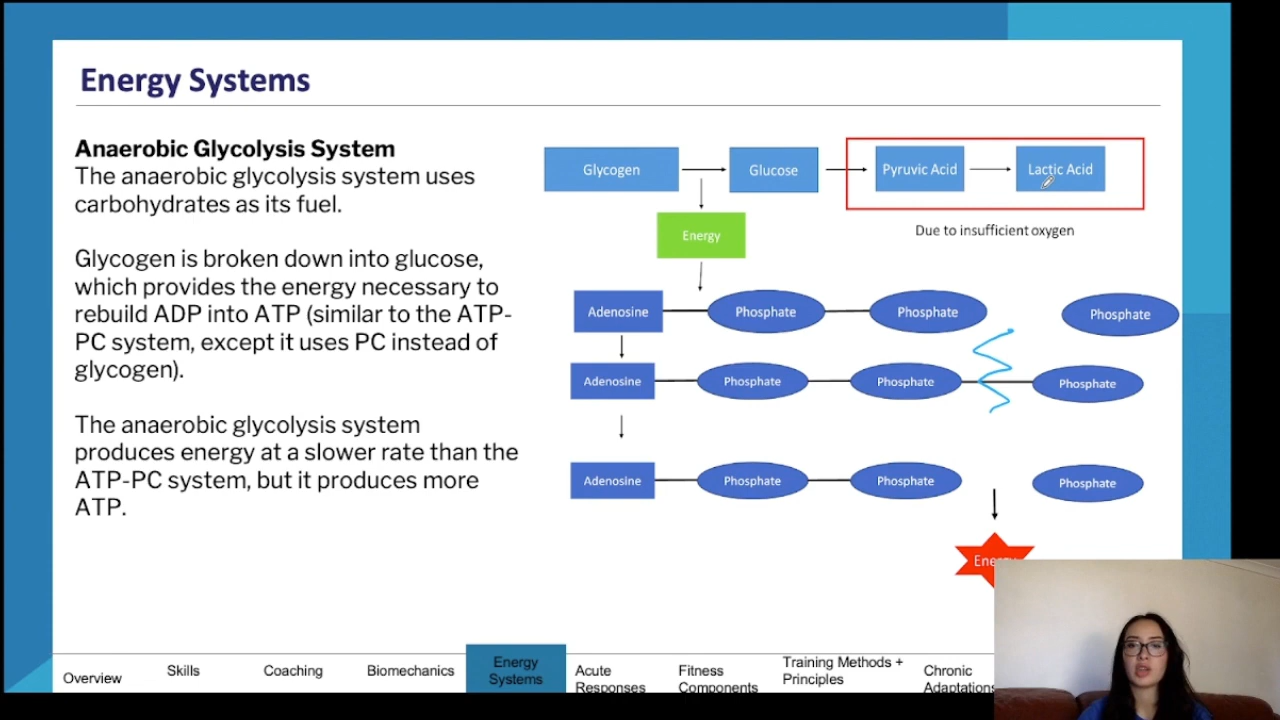 Energy Systems
Anaerobic Glycolysis System
The anaerobic glycolysis system uses
carbohydrates as its fuel.
Glycogen is broken down into glucose,
which provides the energy necessary to
rebuild ADP into ATP (similar to the ATP-
PC system, except it uses PC instead of
glycogen).
The anaerobic glycolysis system
produces energy at a slower rate than the
ATP-PC system, but it produces more
ATP.
Glycogen
Glucose
Pyruvic Acid
Lactic Acid
Due to insufficient oxygen
Energy
Adenosine Phosphate Phosphate Phosphate
Adenosine Phosphate Phosphate Phosphate
Adenosine Phosphate Phosphate Phosphate
Energy
Overview
Skills
Coaching
Biomechanics
Energy
Systems
Acute
Responses
Fitness
Components
Training Methods +
Principles
Chronic
Adaptations